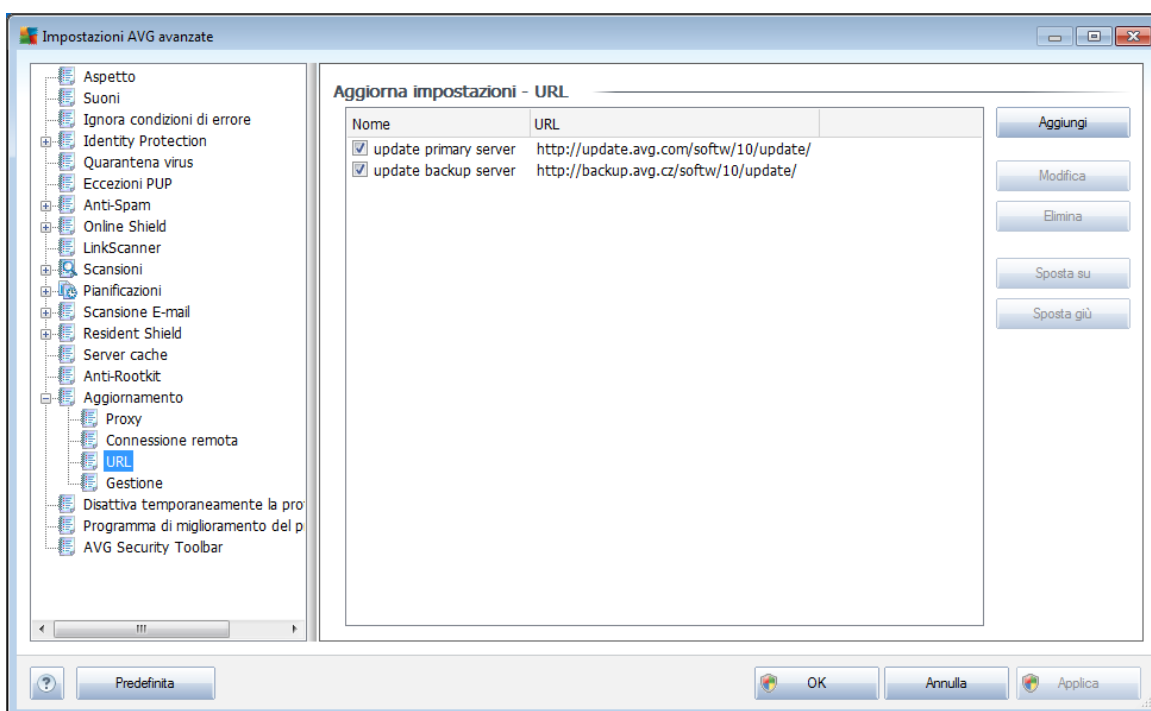 Impostazioni AVG avanzate
Aspetto
Suoni
Ignora condizioni di errore
Identity Protection
Quarantena virus
Eccezioni PUP
Anti-Spam
Online Shield
LinkScanner
Scansioni
Pianificazioni
Scansione E-mail
Resident Shield
Server cache
Anti-Rootkit
Aggiornamento
Proxy
Connessione remota
URL
Gestione
Disattiva temporaneamente la pro
Programma di miglioramento del p
AVG Security Toolbar
Aggiorna impostazioni - URL
Nome URL
update primary server http://update.avg.com/softw/10/update/
update backup server http://backup.avg.cz/softw/10/update/
Aggiungi
Modifica
Elimina
Sposta su
Sposta giù
? Predefinita OK Annulla Applica